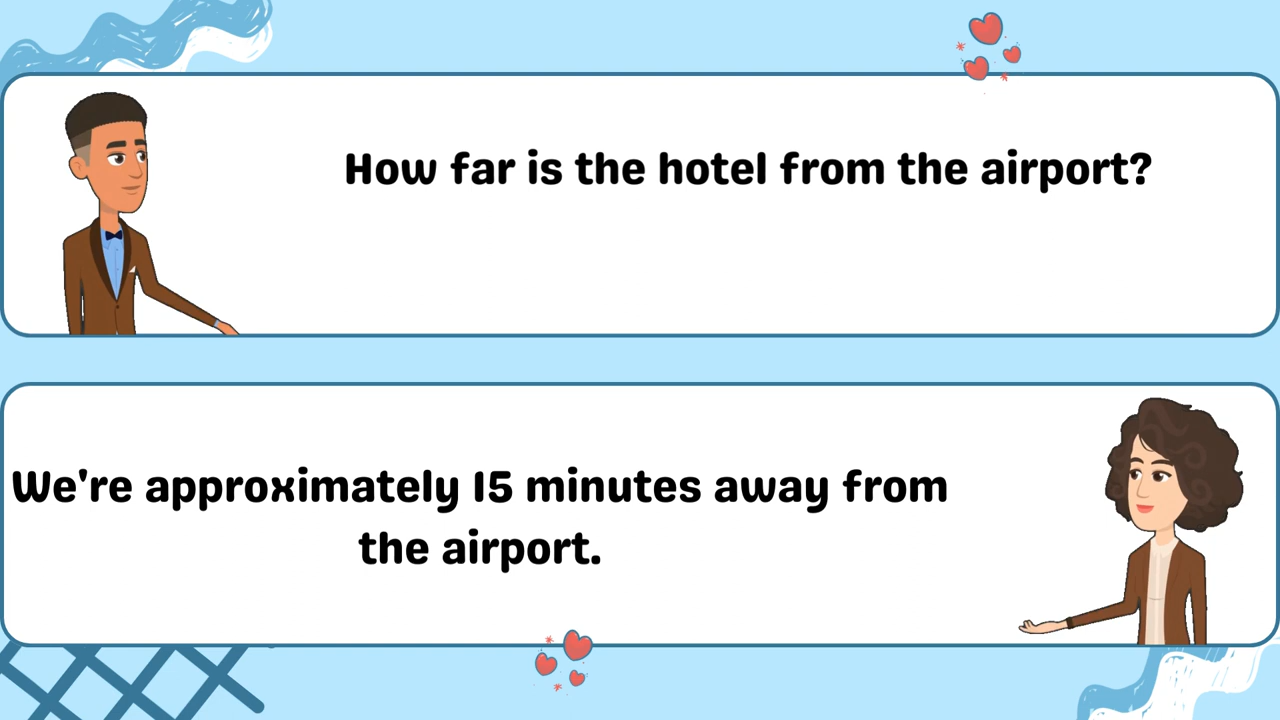 How far is the hotel from the airport?
We're approximately 15 minutes away from
the airport.